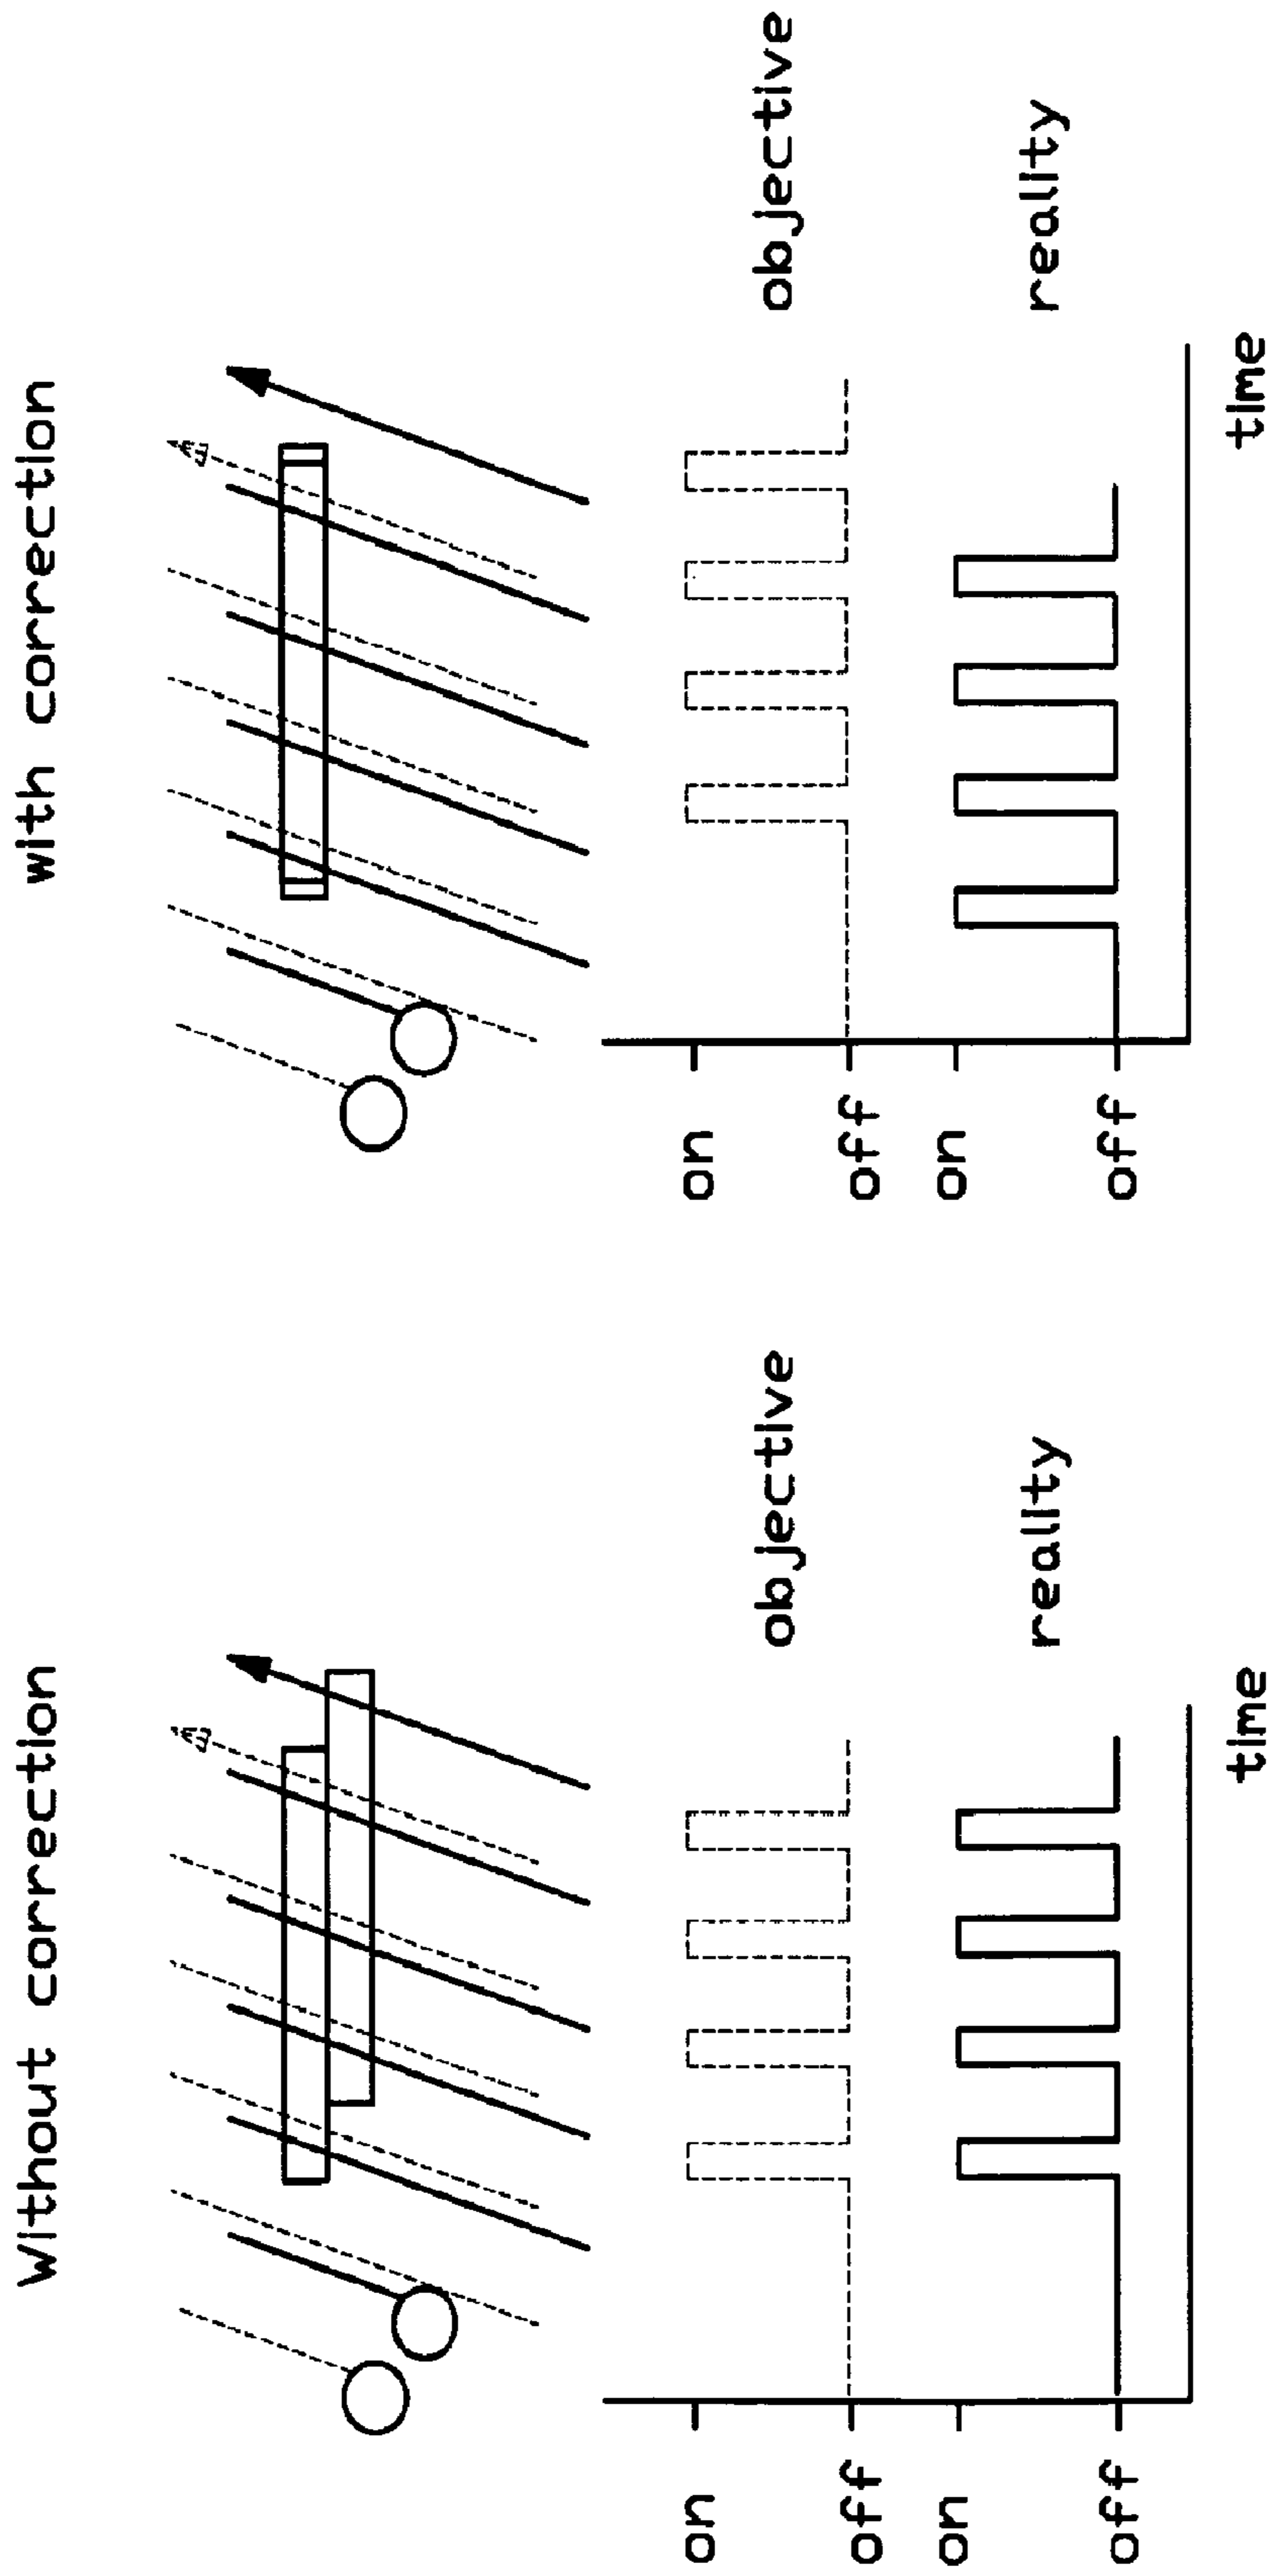 Without correction
on
off
objective
on
off
reality
time
with correction
on
off
objective
on
off
reality
time